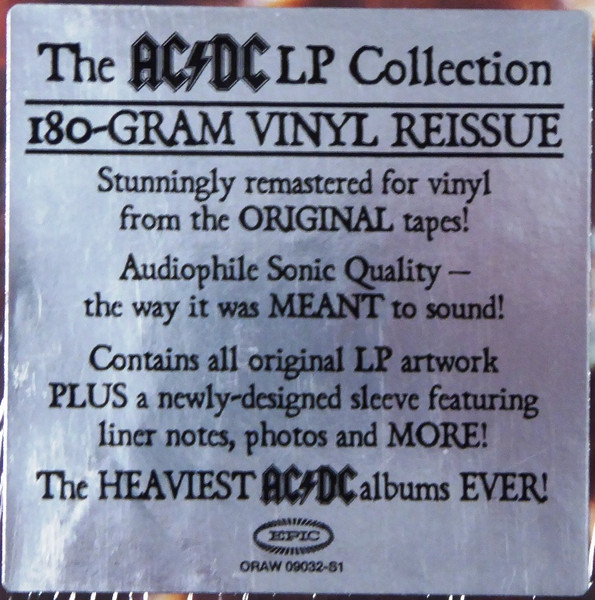 The AC/DC LP Collection
180-GRAM VINYL REISSUE
Stunningly remastered for vinyl
from the ORIGINAL tapes!
Audiophile Sonic Quality —
the way it was MEANT to sound!
Contains all original LP artwork
PLUS a newly-designed sleeve featuring
liner notes, photos and MORE!
The HEAVIEST AC/DC albums EVER!
EPIC
ORAW 09032-S1